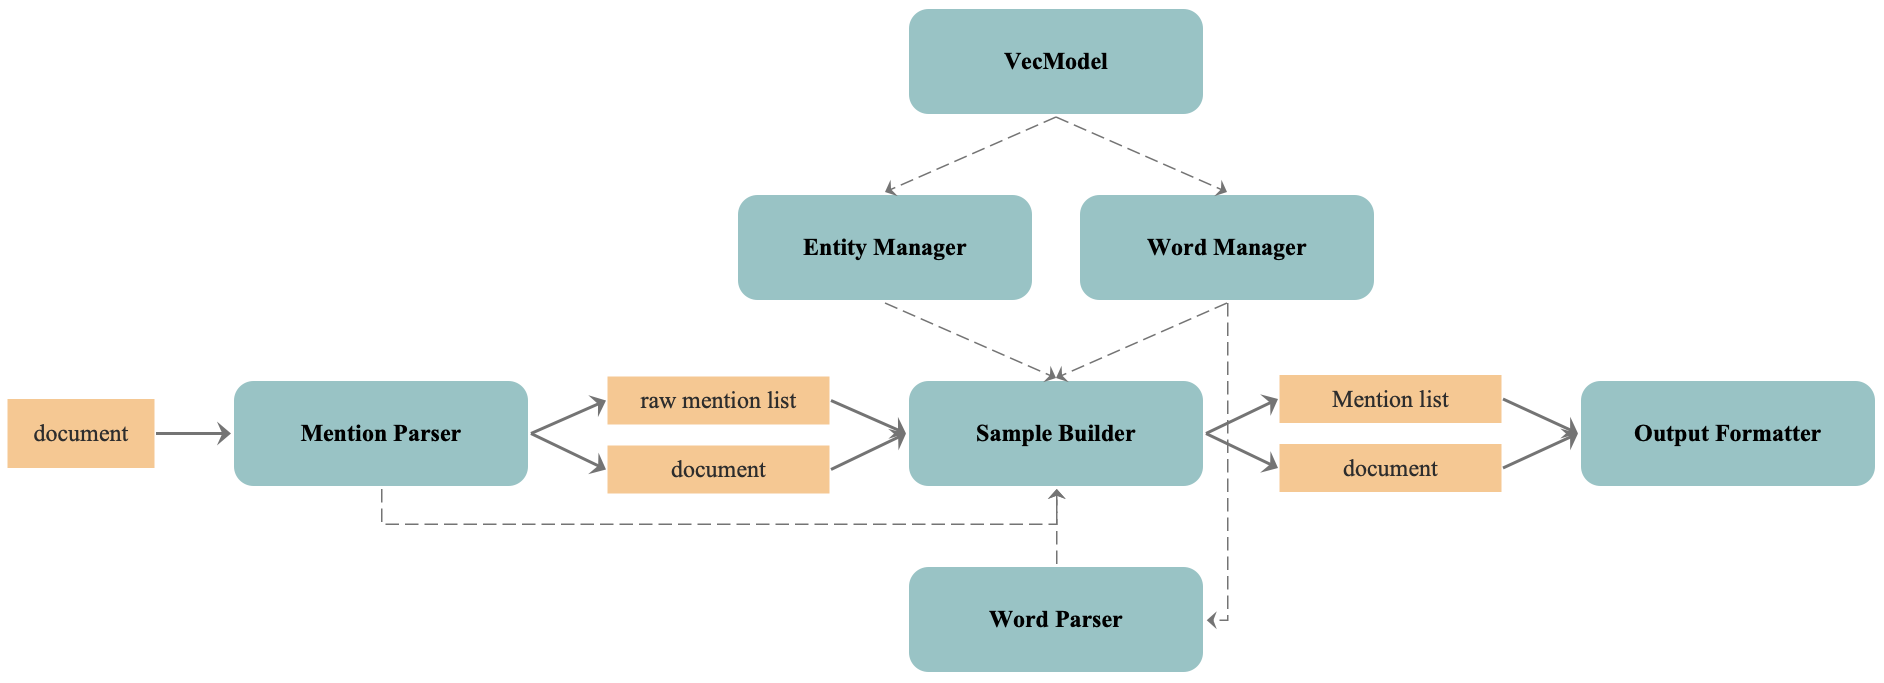 VecModel
Entity Manager
Word Manager
document
Mention Parser
raw mention list
document
Sample Builder
Mention list
document
Output Formatter
Word Parser